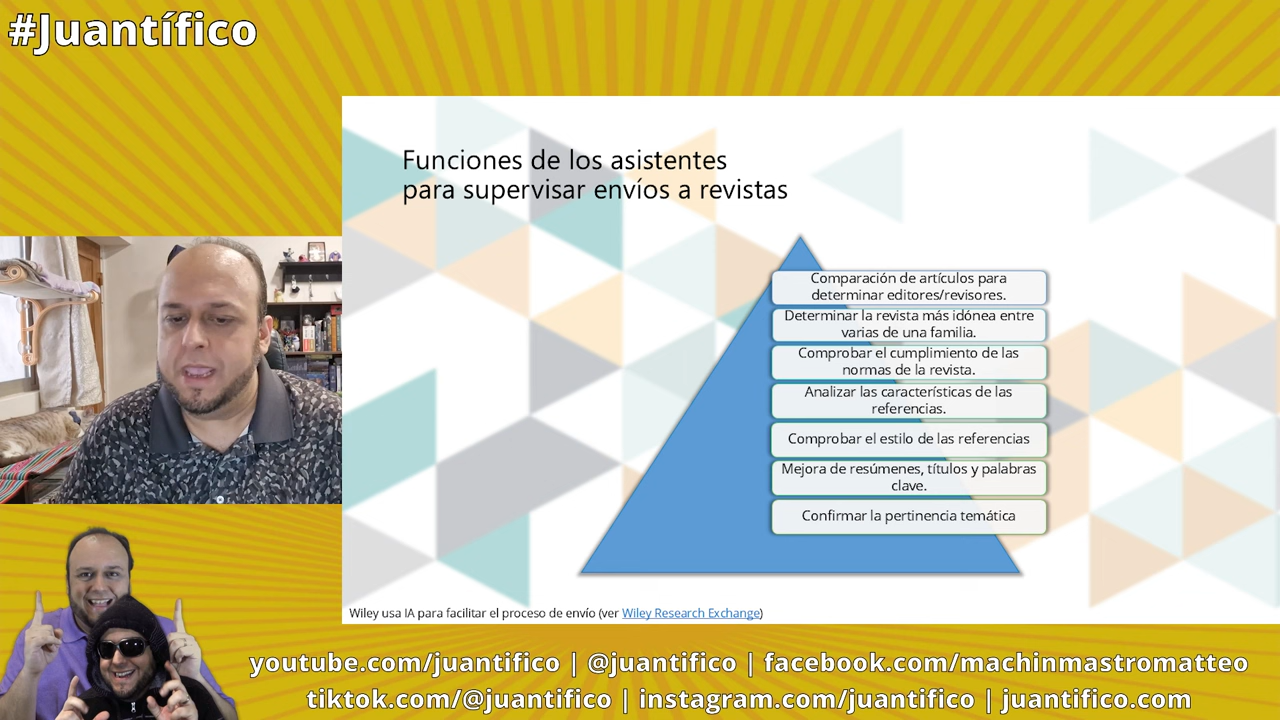 #Juantífico
Funciones de los asistentes
para supervisar envíos a revistas
Comparación de artículos para
determinar editores/revisores.
Determinar la revista más idónea entre
varias de una familia.
Comprobar el cumplimiento de las
normas de la revista.
Analizar las características de las
referencias.
Comprobar el estilo de las referencias
Mejora de resúmenes, títulos y palabras
clave.
Confirmar la pertinencia temática
Wiley usa IA para facilitar el proceso de envío (ver Wiley Research Exchange)
youtube.com/juantifico | @juantifico | facebook.com/machinmastromatteo
tiktok.com/@juantifico | instagram.com/juantifico | juantifico.com